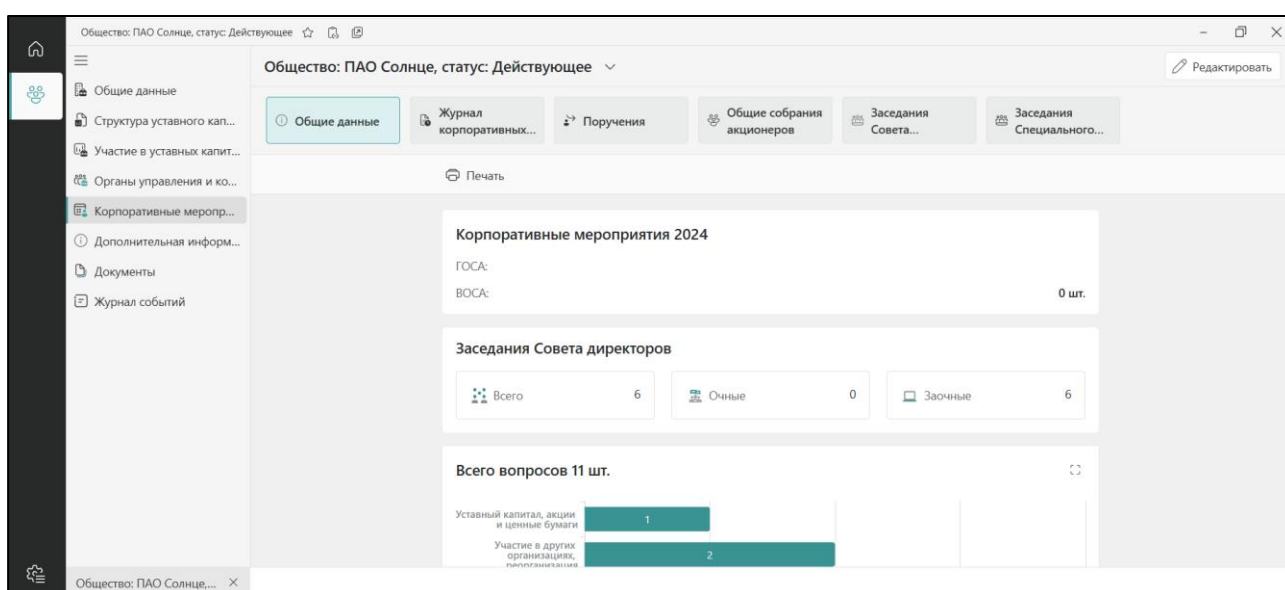 Общество: ПАО Солнце, статус: Действующее
Общество: ПАО Солнце, статус: Действующее
Редактировать
Общие данные
Структура уставного кап...
Участие в уставных капит...
Органы управления и ко...
Корпоративные меропр...
Дополнительная информ...
Документы
Журнал событий
Общие данные
Журнал
корпоративных...
Поручения
Общие собрания
акционеров
Заседания
Совета...
Заседания
Специального...
Печать
Корпоративные мероприятия 2024
ГОСА:
ВОСА: 0 шт.
Заседания Совета директоров
Всего 6
Очные 0
Заочные 6
Всего вопросов 11 шт.
Уставный капитал, акции
и ценные бумаги
1
Участие в других
организациях,
реорганизация
2
Общество: ПАО Солнце,...